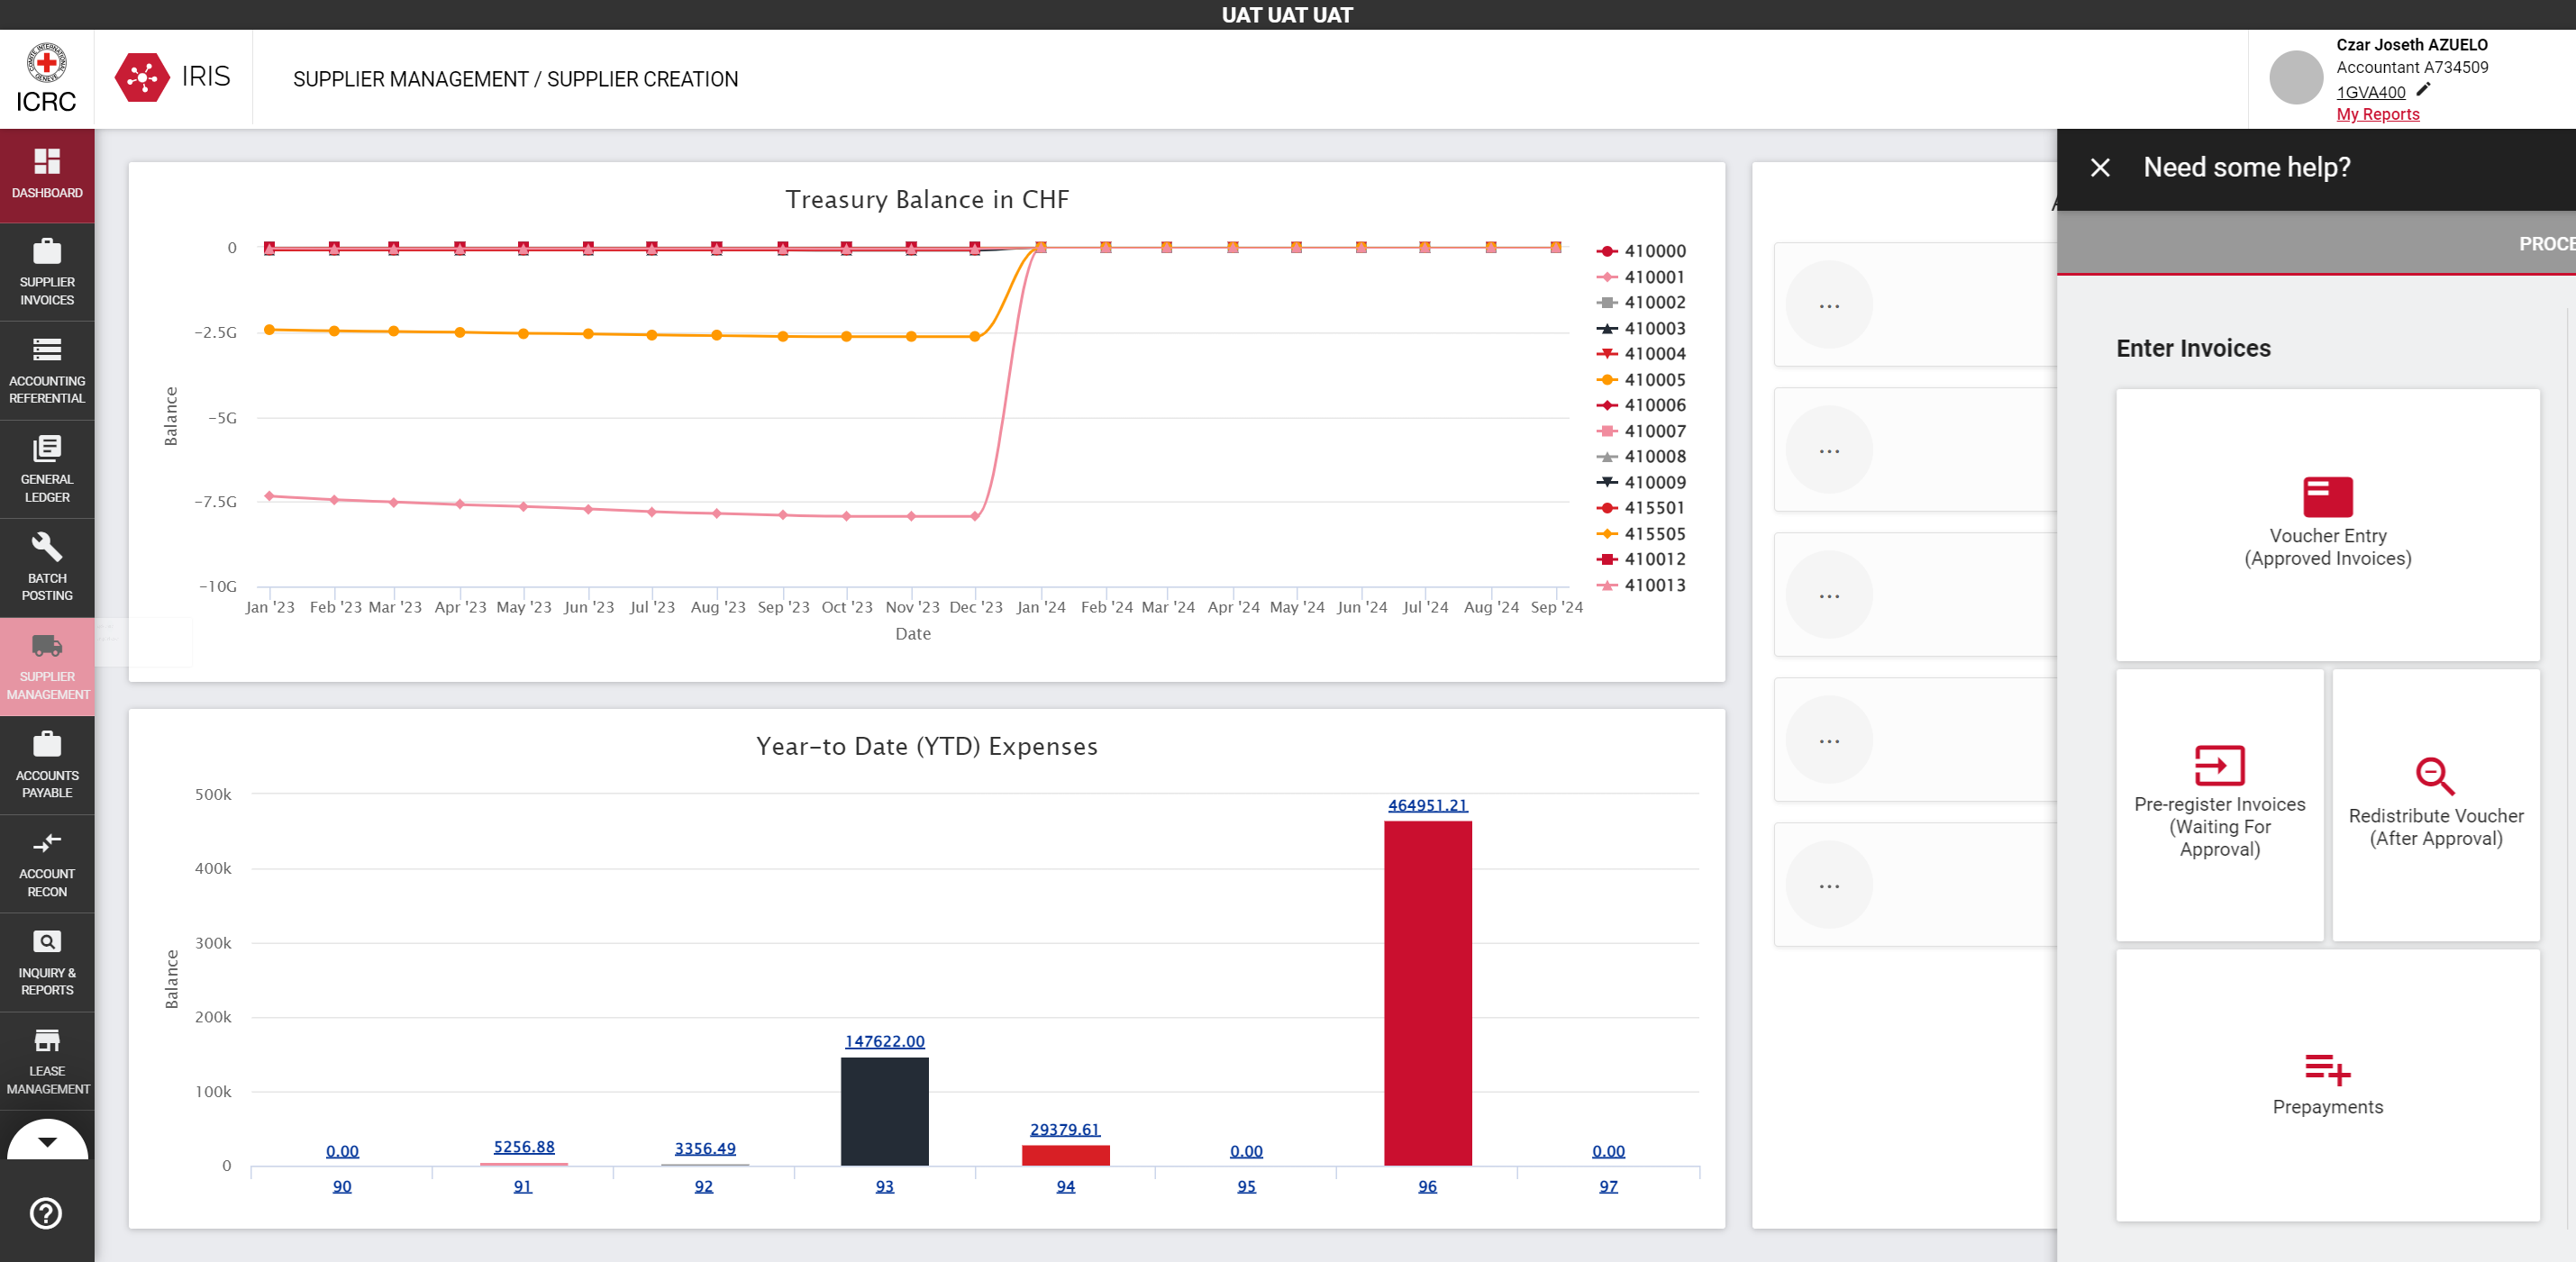 UAT UAT UAT
COMITE INTERNATIONAL GENEVE
ICRC
IRIS
SUPPLIER MANAGEMENT / SUPPLIER CREATION
Czar Joseth AZUELO
Accountant A734509
1GVA400
My Reports
DASHBOARD
SUPPLIER
INVOICES
ACCOUNTING
REFERENTIAL
GENERAL
LEDGER
BATCH
POSTING
SUPPLIER
MANAGEMENT
ACCOUNTS
PAYABLE
ACCOUNT
RECON
INQUIRY &
REPORTS
LEASE
MANAGEMENT
Treasury Balance in CHF
Balance
0
-2.5G
-5G
-7.5G
-10G
Jan '23 Feb '23 Mar '23 Apr '23 May '23 Jun '23 Jul '23 Aug '23 Sep '23 Oct '23 Nov '23 Dec '23 Jan '24 Feb '24 Mar '24 Apr '24 May '24 Jun '24 Jul '24 Aug '24 Sep '24
Date
410000
410001
410002
410003
410004
410005
410006
410007
410008
410009
415501
415505
410012
410013
Year-to Date (YTD) Expenses
Balance
500k
400k
300k
200k
100k
0
0.00
5256.88
3356.49
147622.00
29379.61
0.00
464951.21
0.00
90 91 92 93 94 95 96 97
...
...
...
...
...
Need some help?
PROCE
Enter Invoices
Voucher Entry
(Approved Invoices)
Pre-register Invoices
(Waiting For
Approval)
Redistribute Voucher
(After Approval)
Prepayments